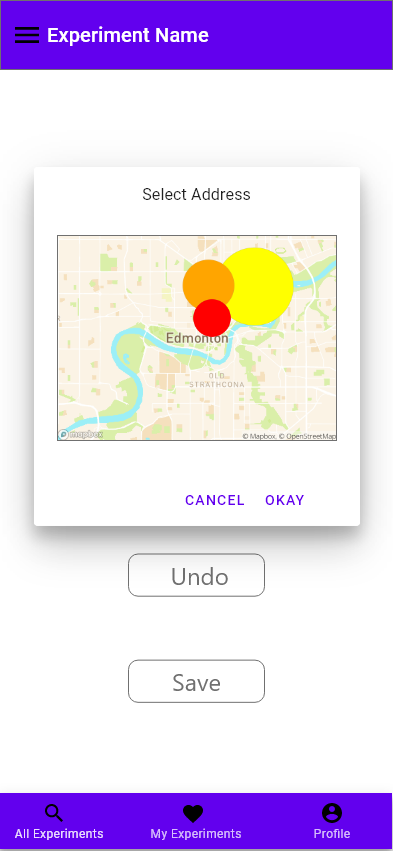 Experiment Name
Select Address
Edmonton
OLD
STRATHCONA
mapbox
© Mapbox, © OpenStreetMap
CANCEL OKAY
Undo
Save
All Experiments My Experiments Profile